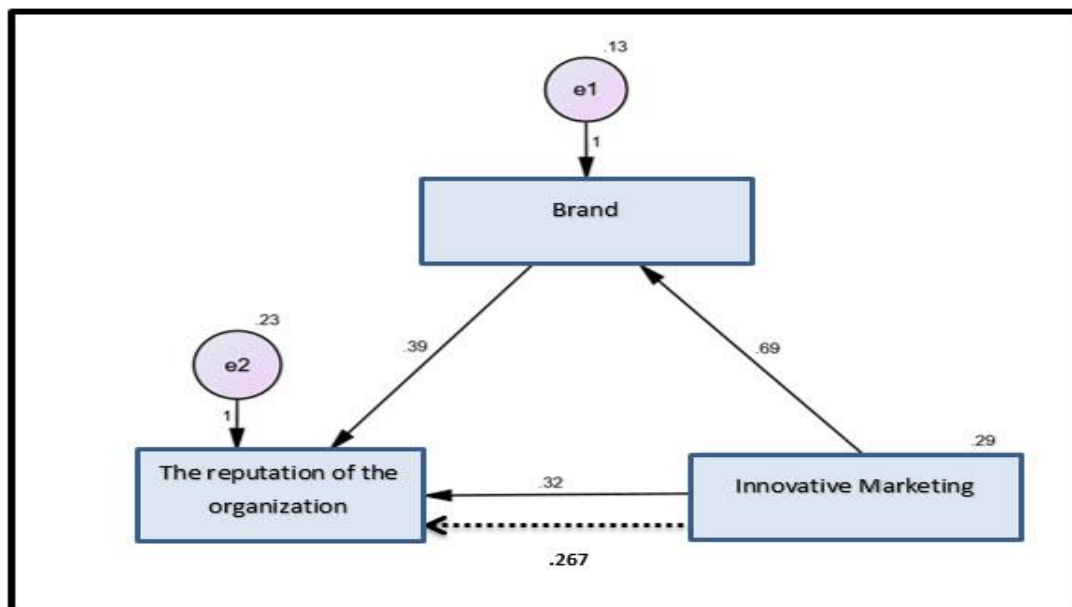 .13
e1
1
Brand
.23
.39
.69
e2
1
.29
The reputation of the
organization
.32
Innovative Marketing
.267